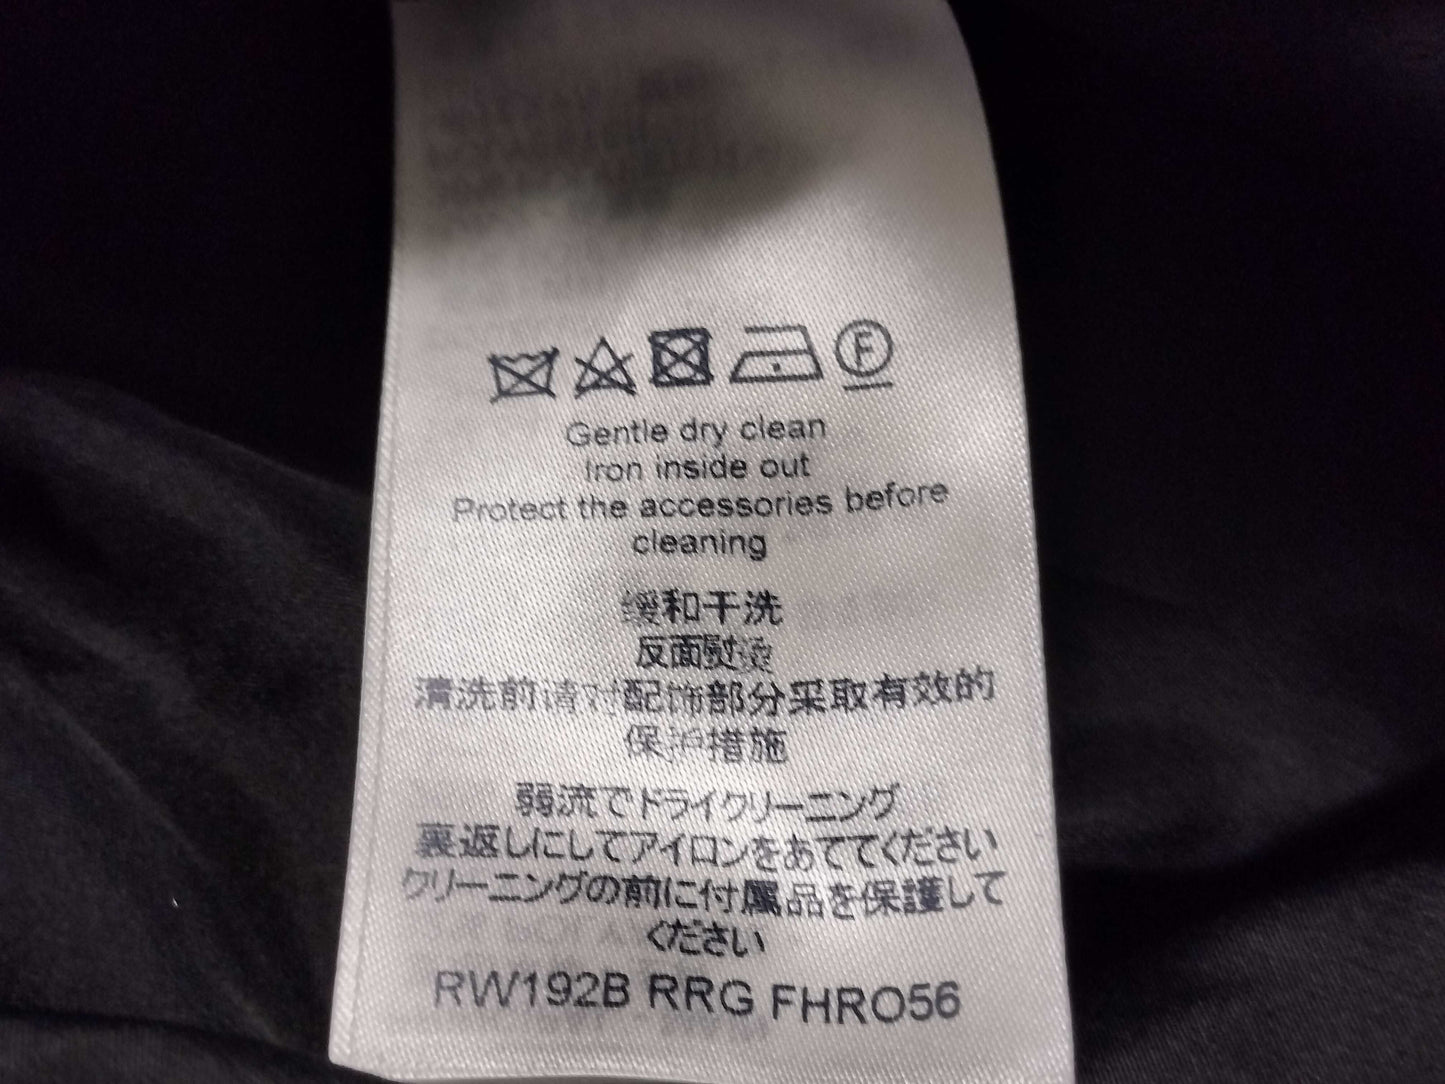 F
Gentle dry clean
Iron inside out
Protect the accessories before
cleaning
缓和干洗
反面熨烫
清洗前请对配饰部分采取有效的
保护措施
弱流でドライクリーニング
裏返しにしてアイロンをあててください
クリーニングの前に付属品を保護して
ください
RW192B RRG FHRO56